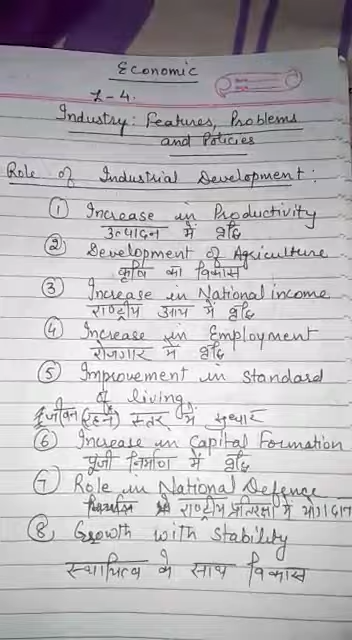 Economic
L-4.
Industry: Features, Problems
and Policies
Role of Industrial Development:
① Increase in Productivity
उत्पादन में वृद्धि
② Development of Agriculture
कृषि का विकास
③ Increase in National income
राष्ट्रीय आय में वृद्धि
④ Increase in Employment
रोजगार में वृद्धि
⑤ Improvement in Standard
of living
जीवन (रहने) स्तर में सुधार
⑥ Increase in Capital Formation
पूंजी निर्माण में वृद्धि
⑦ Role in National Defence
राष्ट्रीय प्रतिरक्षा में योगदान
⑧ Growth with Stability
स्थायित्व के साथ विकास